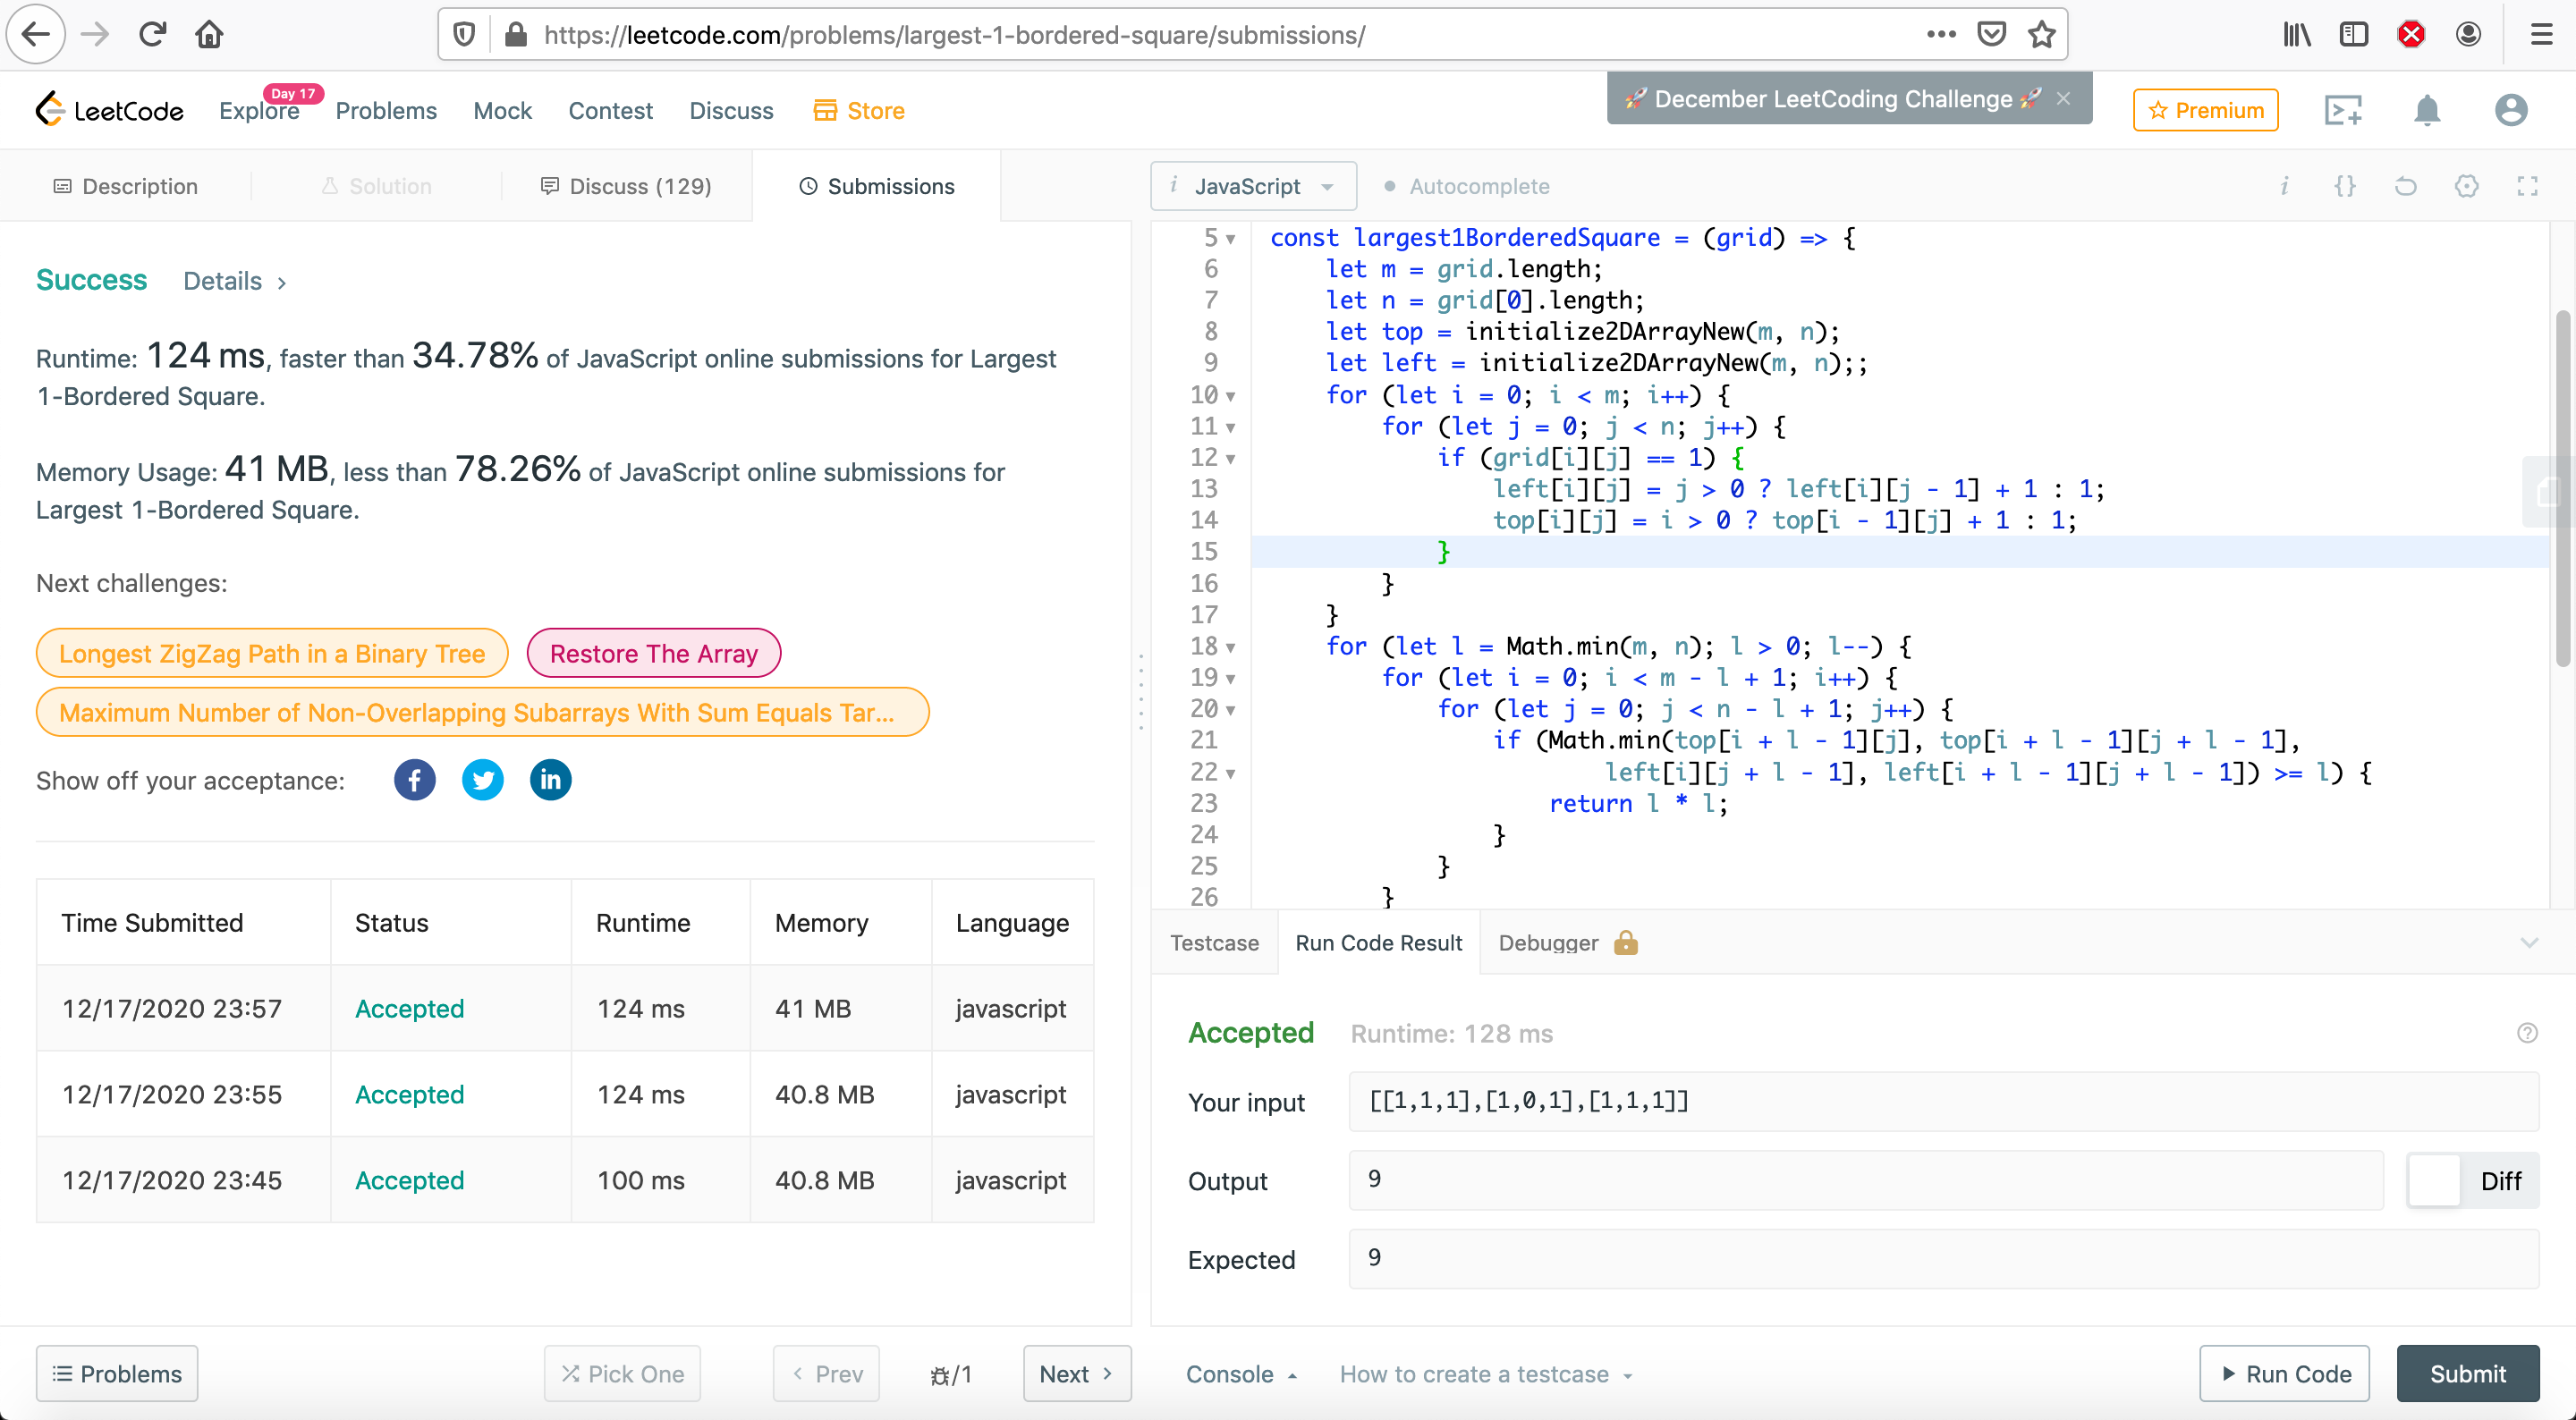 https://leetcode.com/problems/largest-1-bordered-square/submissions/
LeetCode
Explore
Day 17
Problems
Mock
Contest
Discuss
Store
🚀 December LeetCoding Challenge 🚀 ×
Premium
Description
Solution
Discuss (129)
Submissions
i JavaScript
Autocomplete
Success
Details >
Runtime: 124 ms, faster than 34.78% of JavaScript online submissions for Largest
1-Bordered Square.
Memory Usage: 41 MB, less than 78.26% of JavaScript online submissions for
Largest 1-Bordered Square.
Next challenges:
Longest ZigZag Path in a Binary Tree
Restore The Array
Maximum Number of Non-Overlapping Subarrays With Sum Equals Tar...
Show off your acceptance:
Time Submitted Status Runtime Memory Language
12/17/2020 23:57 Accepted 124 ms 41 MB javascript
12/17/2020 23:55 Accepted 124 ms 40.8 MB javascript
12/17/2020 23:45 Accepted 100 ms 40.8 MB javascript
Problems
Pick One
< Prev
/1
Next >
5 const largest1BorderedSquare = (grid) => {
6 let m = grid.length;
7 let n = grid[0].length;
8 let top = initialize2DArrayNew(m, n);
9 let left = initialize2DArrayNew(m, n);;
10 for (let i = 0; i < m; i++) {
11 for (let j = 0; j < n; j++) {
12 if (grid[i][j] == 1) {
13 left[i][j] = j > 0 ? left[i][j - 1] + 1 : 1;
14 top[i][j] = i > 0 ? top[i - 1][j] + 1 : 1;
15 }
16 }
17 }
18 for (let l = Math.min(m, n); l > 0; l--) {
19 for (let i = 0; i < m - l + 1; i++) {
20 for (let j = 0; j < n - l + 1; j++) {
21 if (Math.min(top[i + l - 1][j], top[i + l - 1][j + l - 1],
22 left[i][j + l - 1], left[i + l - 1][j + l - 1]) >= l) {
23 return l * l;
24 }
25 }
26 }
Testcase
Run Code Result
Debugger
Accepted
Runtime: 128 ms
Your input
[[1,1,1],[1,0,1],[1,1,1]]
Output
9
Diff
Expected
9
Console
How to create a testcase
Run Code
Submit